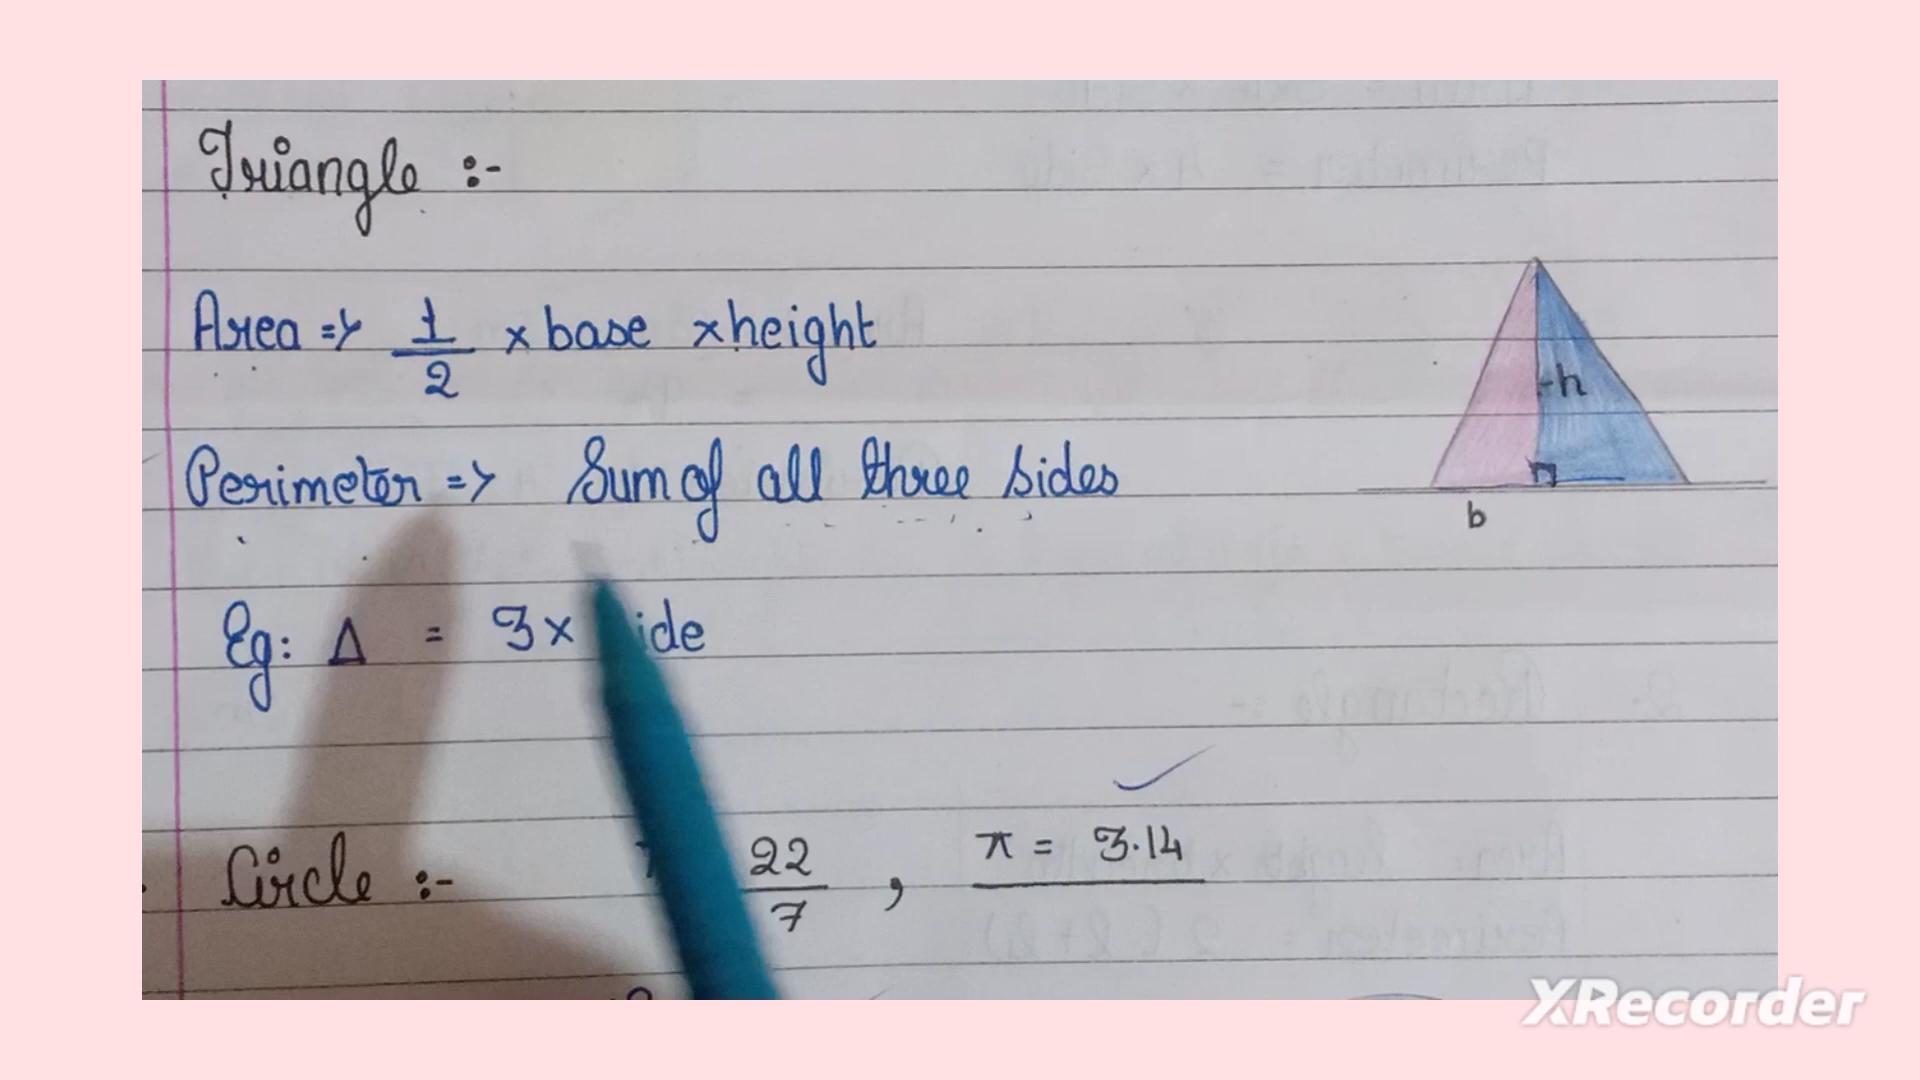 Triangle :-
Area => 1/2 x base x height
h
Perimeter => Sum of all three sides
b
Eg: Δ = 3 x ide
Circle :- 22/7 , π = 3.14
XRecorder